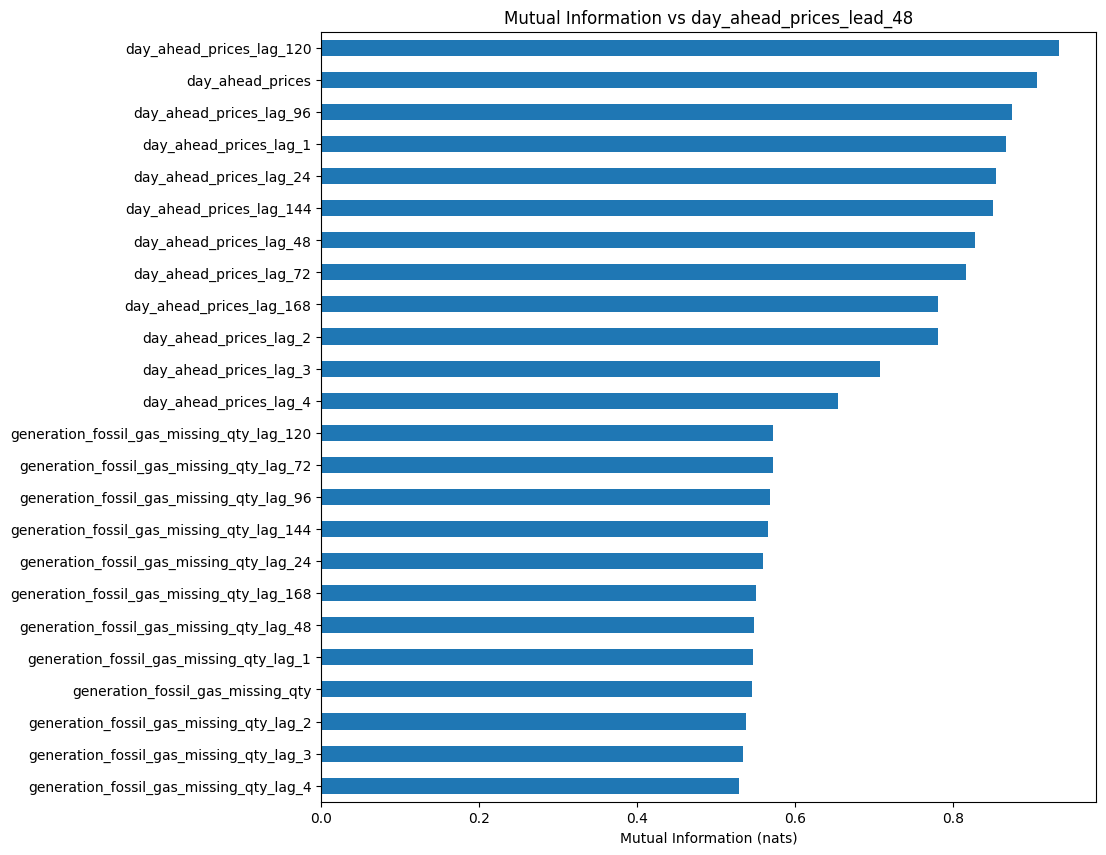 Mutual Information vs day_ahead_prices_lead_48
day_ahead_prices_lag_120
day_ahead_prices
day_ahead_prices_lag_96
day_ahead_prices_lag_1
day_ahead_prices_lag_24
day_ahead_prices_lag_144
day_ahead_prices_lag_48
day_ahead_prices_lag_72
day_ahead_prices_lag_168
day_ahead_prices_lag_2
day_ahead_prices_lag_3
day_ahead_prices_lag_4
generation_fossil_gas_missing_qty_lag_120
generation_fossil_gas_missing_qty_lag_72
generation_fossil_gas_missing_qty_lag_96
generation_fossil_gas_missing_qty_lag_144
generation_fossil_gas_missing_qty_lag_24
generation_fossil_gas_missing_qty_lag_168
generation_fossil_gas_missing_qty_lag_48
generation_fossil_gas_missing_qty_lag_1
generation_fossil_gas_missing_qty
generation_fossil_gas_missing_qty_lag_2
generation_fossil_gas_missing_qty_lag_3
generation_fossil_gas_missing_qty_lag_4
0.0 0.2 0.4 0.6 0.8
Mutual Information (nats)